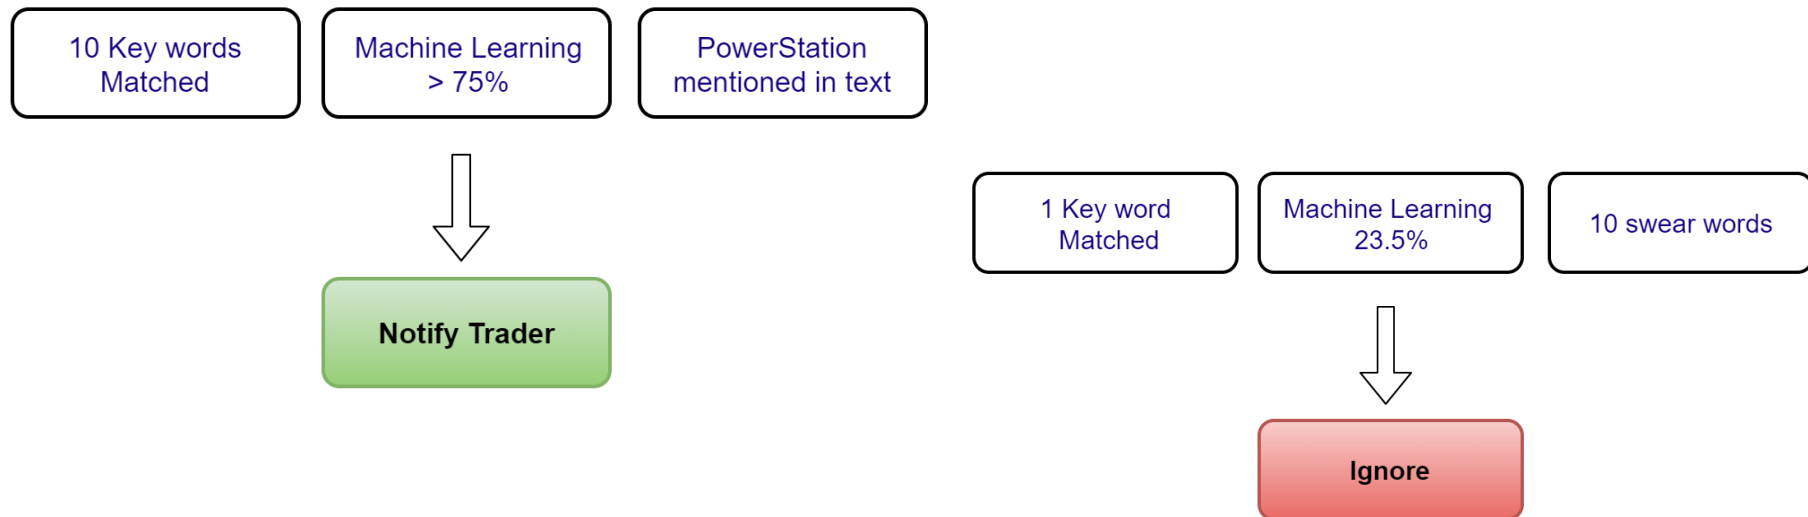 10 Key words
Matched
Machine Learning
> 75%
PowerStation
mentioned in text
Notify Trader
1 Key word
Matched
Machine Learning
23.5%
10 swear words
Ignore